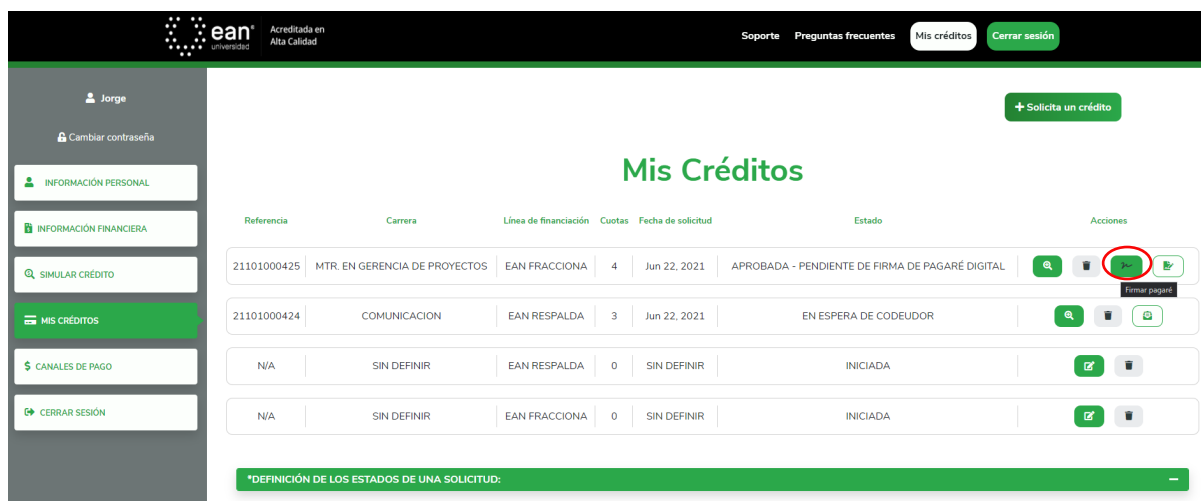 ean®
universidad
Acreditada en
Alta Calidad
Soporte Preguntas frecuentes Mis créditos Cerrar sesión
Jorge
Cambiar contraseña
INFORMACIÓN PERSONAL
INFORMACIÓN FINANCIERA
SIMULAR CRÉDITO
MIS CRÉDITOS
$ CANALES DE PAGO
CERRAR SESIÓN
+ Solicita un crédito
Mis Créditos
Referencia Carrera Línea de financiación Cuotas Fecha de solicitud Estado Acciones
21101000425 MTR. EN GERENCIA DE PROYECTOS EAN FRACCIONA 4 Jun 22, 2021 APROBADA - PENDIENTE DE FIRMA DE PAGARÉ DIGITAL
Firmar pagaré
21101000424 COMUNICACION EAN RESPALDA 3 Jun 22, 2021 EN ESPERA DE CODEUDOR
N/A SIN DEFINIR EAN RESPALDA 0 SIN DEFINIR INICIADA
N/A SIN DEFINIR EAN FRACCIONA 0 SIN DEFINIR INICIADA
*DEFINICIÓN DE LOS ESTADOS DE UNA SOLICITUD: −